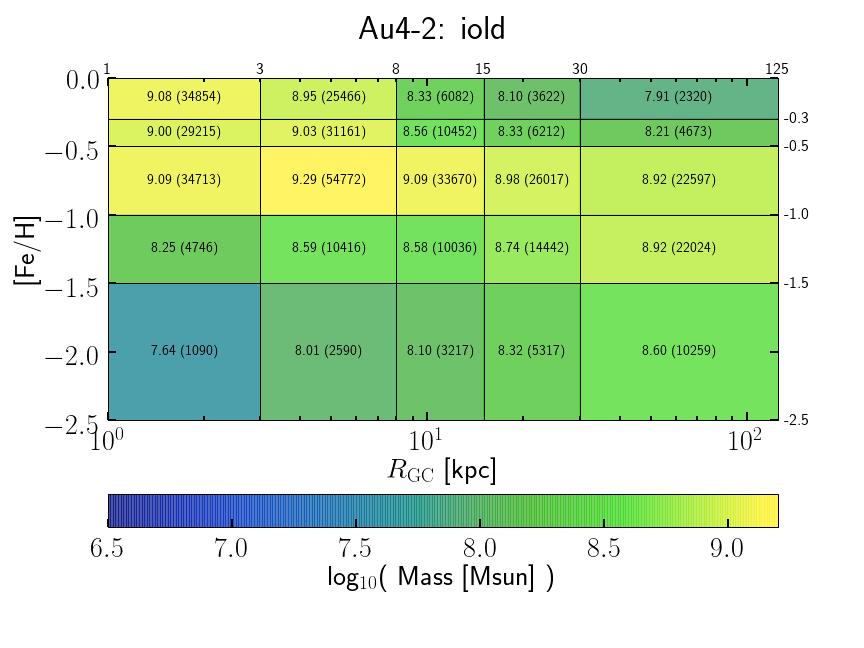 Au4-2: iold
1 3 8 15 30 125
0.0 9.08 (34854) 8.95 (25466) 8.33 (6082) 8.10 (3622) 7.91 (2320)
-0.3
9.00 (29215) 9.03 (31161) 8.56 (10452) 8.33 (6212) 8.21 (4673)
−0.5 -0.5
9.09 (34713) 9.29 (54772) 9.09 (33670) 8.98 (26017) 8.92 (22597)
−1.0 -1.0
[Fe/H]
8.25 (4746) 8.59 (10416) 8.58 (10036) 8.74 (14442) 8.92 (22024)
−1.5 -1.5
−2.0 7.64 (1090) 8.01 (2590) 8.10 (3217) 8.32 (5317) 8.60 (10259)
−2.5 -2.5
10⁰ 10¹ 10²
R_GC [kpc]
6.5 7.0 7.5 8.0 8.5 9.0
log₁₀( Mass [Msun] )